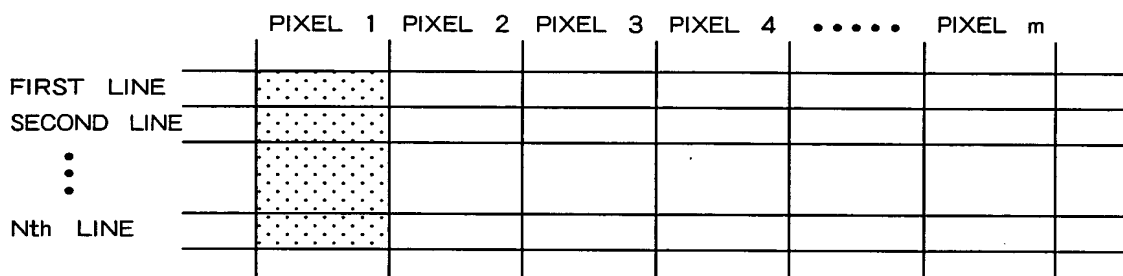 PIXEL 1 PIXEL 2 PIXEL 3 PIXEL 4 ••••• PIXEL m
FIRST LINE
SECOND LINE
•
•
•
Nth LINE